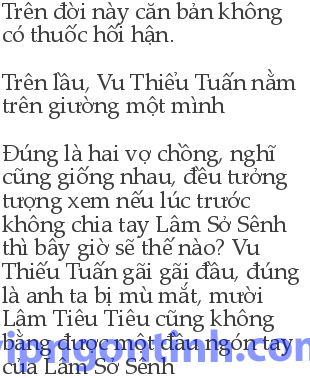 Trên đời này căn bản không
có thuốc hối hận.
Trên lầu, Vu Thiểu Tuấn nằm
trên giường một mình
Đúng là hai vợ chồng, nghĩ
cũng giống nhau, đều tưởng
tượng xem nếu lúc trước
không chia tay Lâm Sở Sênh
thì bây giờ sẽ thế nào? Vu
Thiếu Tuấn gãi gãi đầu, đúng
là anh ta bị mù mắt, mười
Lâm Tiêu Tiêu cũng không
bằng được một đầu ngón tay
của Lâm Sở Sênh